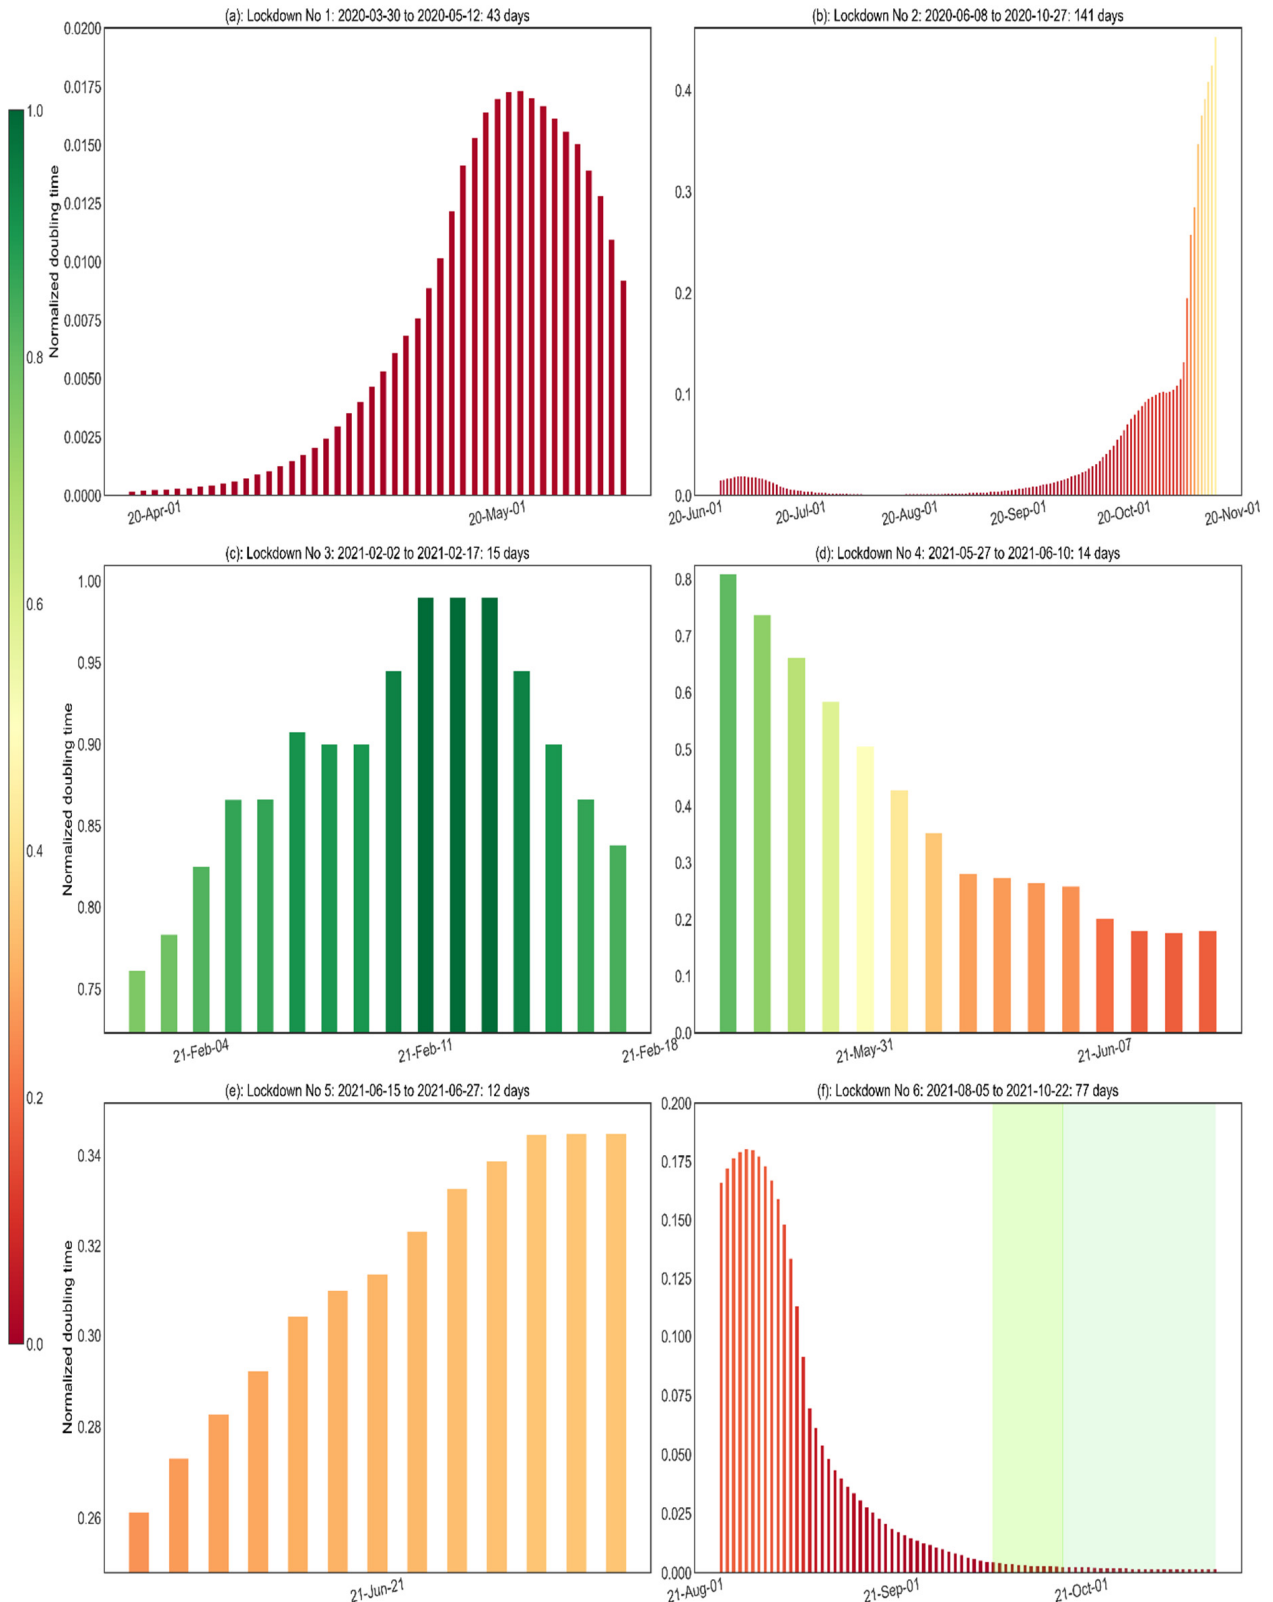 (a): Lockdown No 1: 2020-03-30 to 2020-05-12: 43 days
0.0200
0.0175
0.0150
0.0125
0.0100
0.0075
0.0050
0.0025
0.0000
Normalized doubling time
20-Apr-01
20-May-01
(b): Lockdown No 2: 2020-06-08 to 2020-10-27: 141 days
0.4
0.3
0.2
0.1
0.0
20-Jun-01
20-Jul-01
20-Aug-01
20-Sep-01
20-Oct-01
20-Nov-01
1.0
0.8
0.6
0.4
0.2
0.0
(c): Lockdown No 3: 2021-02-02 to 2021-02-17: 15 days
1.00
0.95
0.90
0.85
0.80
0.75
Normalized doubling time
21-Feb-04
21-Feb-11
21-Feb-18
(d): Lockdown No 4: 2021-05-27 to 2021-06-10: 14 days
0.8
0.7
0.6
0.5
0.4
0.3
0.2
0.1
0.0
21-May-31
21-Jun-07
(e): Lockdown No 5: 2021-06-15 to 2021-06-27: 12 days
0.34
0.32
0.30
0.28
0.26
Normalized doubling time
21-Jun-21
(f): Lockdown No 6: 2021-08-05 to 2021-10-22: 77 days
0.200
0.175
0.150
0.125
0.100
0.075
0.050
0.025
0.000
21-Aug-01
21-Sep-01
21-Oct-01